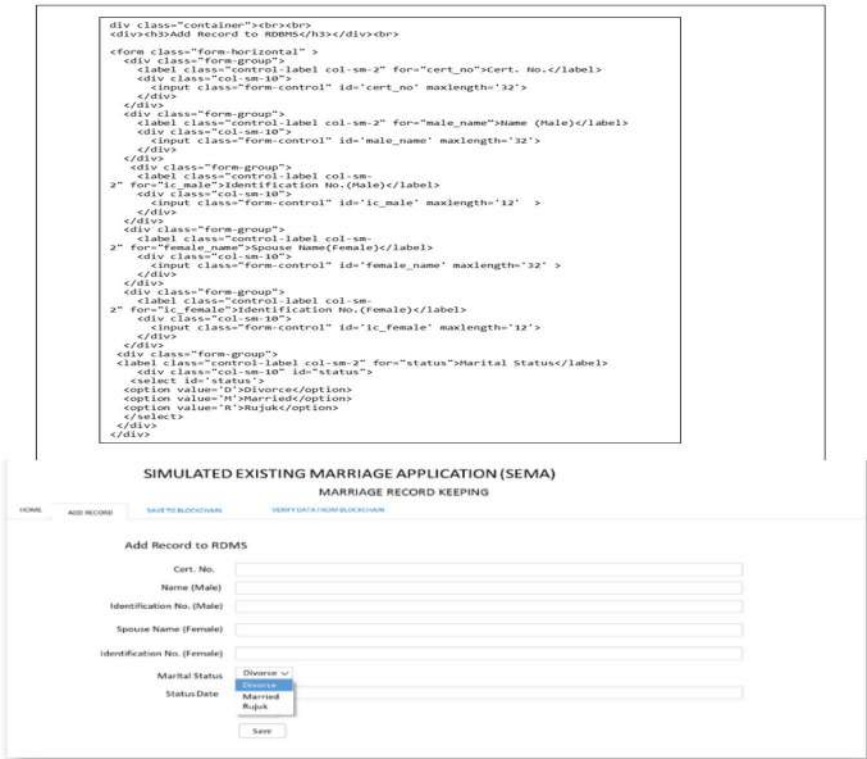 div class="container"><br><br>
<div><h3>Add Record to RDBMS</h3></div><br>
<form class="form-horizontal" >
<div class="form-group">
<label class="control-label col-sm-2" for="cert_no">Cert. No.</label>
<div class="col-sm-10">
<input class="form-control" id='cert_no' maxlength='32'>
</div>
</div>
<div class="form-group">
<label class="control-label col-sm-2" for="male_name">Name (Male)</label>
<div class="col-sm-10">
<input class="form-control" id='male_name' maxlength='32'>
</div>
</div>
<div class="form-group">
<label class="control-label col-sm-
2" for="ic_male">Identification No.(Male)</label>
<div class="col-sm-10">
<input class="form-control" id='ic_male' maxlength='12' >
</div>
</div>
<div class="form-group">
<label class="control-label col-sm-
2" for="female_name">Spouse Name(Female)</label>
<div class="col-sm-10">
<input class="form-control" id='female_name' maxlength='32' >
</div>
</div>
<div class="form-group">
<label class="control-label col-sm-
2" for="ic_female">Identification No.(Female)</label>
<div class="col-sm-10">
<input class="form-control" id='ic_female' maxlength='12'>
</div>
</div>
<div class="form-group">
<label class="control-label col-sm-2" for="status">Marital Status</label>
<div class="col-sm-10" id="status">
<select id='status'>
<option value='D'>Divorce</option>
<option value='M'>Married</option>
<option value='R'>Rujuk</option>
</select>
</div>
</div>
SIMULATED EXISTING MARRIAGE APPLICATION (SEMA)
MARRIAGE RECORD KEEPING
HOME ADD RECORD SAVE TO BLOCKCHAIN VERIFY DATA FROM BLOCKCHAIN
Add Record to RDMS
Cert. No.
Name (Male)
Identification No. (Male)
Spouse Name (Female)
Identification No. (Female)
Marital Status Divorce
Divorce
Status Date Married
Rujuk
Save